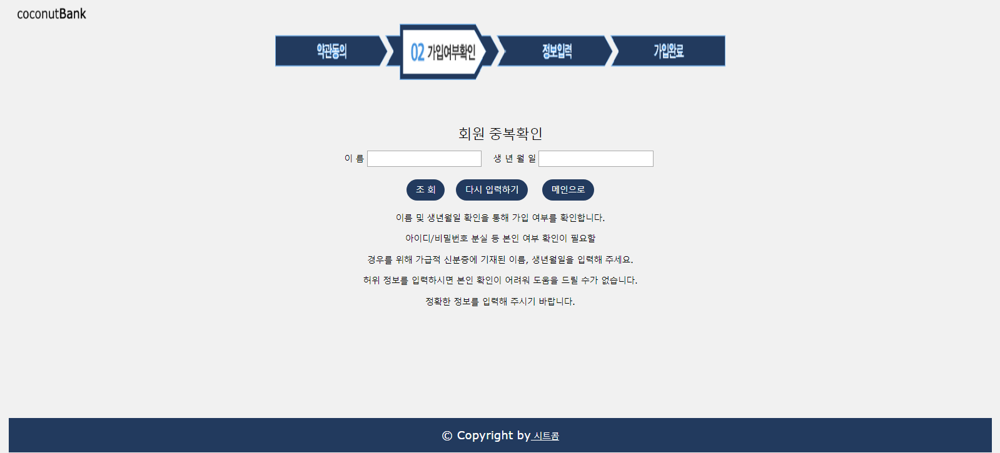 coconutBank
약관동의 02 가입여부확인 정보입력 가입완료
회원 중복확인
이 름 생 년 월 일
조 회 다시 입력하기 메인으로
이름 및 생년월일 확인을 통해 가입 여부를 확인합니다.
아이디/비밀번호 분실 등 본인 여부 확인이 필요할
경우를 위해 가급적 신분증에 기재된 이름, 생년월일을 입력해 주세요.
허위 정보를 입력하시면 본인 확인이 어려워 도움을 드릴 수가 없습니다.
정확한 정보를 입력해 주시기 바랍니다.
© Copyright by 시트콤